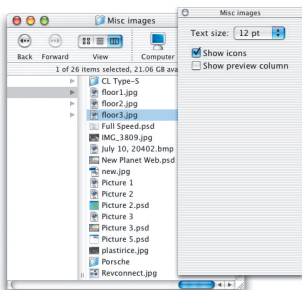 Misc images
Back Forward View Computer
1 of 26 items selected, 21.06 GB ava
CL Type-S
floor1.jpg
floor2.jpg
floor3.jpg
Full Speed.psd
IMG_3809.jpg
July 10, 20402.bmp
New Planet Web.psd
new.jpg
Picture 1
Picture 2
Picture 2.psd
Picture 3
Picture 3.psd
Picture 5.psd
plastirice.jpg
Porsche
Revconnect.jpg
Misc images
Text size: 12 pt
Show icons
Show preview column